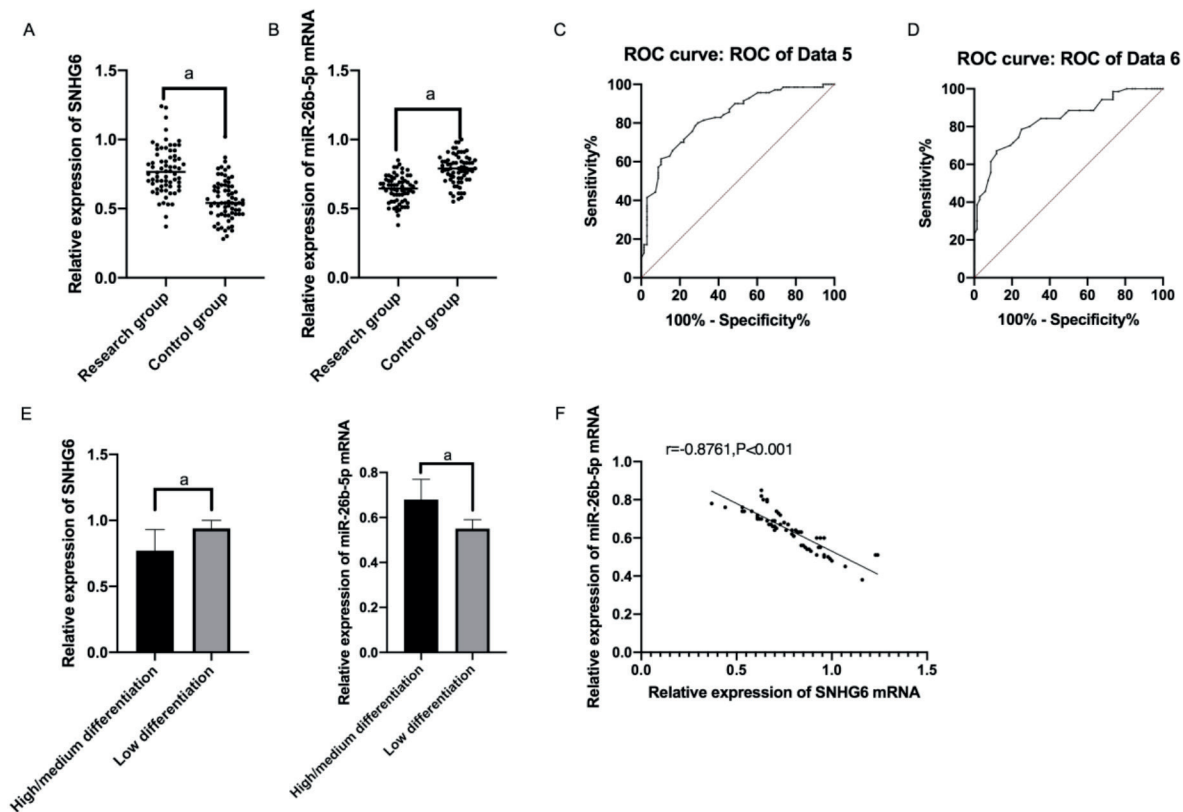 A
Relative expression of SNHG6
1.5
1.0
0.5
0.0
a
Research group
Control group
B
Relative expression of miR-26b-5p mRNA
1.5
1.0
0.5
0.0
a
Research group
Control group
C
ROC curve: ROC of Data 5
Sensitivity%
100
80
60
40
20
0
0 20 40 60 80 100
100% - Specificity%
D
ROC curve: ROC of Data 6
Sensitivity%
100
80
60
40
20
0
0 20 40 60 80 100
100% - Specificity%
E
Relative expression of SNHG6
1.5
1.0
0.5
0.0
a
High/medium differentiation
Low differentiation
Relative expression of miR-26b-5p mRNA
0.8
0.6
0.4
0.2
0.0
a
High/medium differentiation
Low differentiation
F
Relative expression of miR-26b-5p mRNA
r=-0.8761,P<0.001
1.0
0.8
0.6
0.4
0.2
0.0
0.0 0.5 1.0 1.5
Relative expression of SNHG6 mRNA